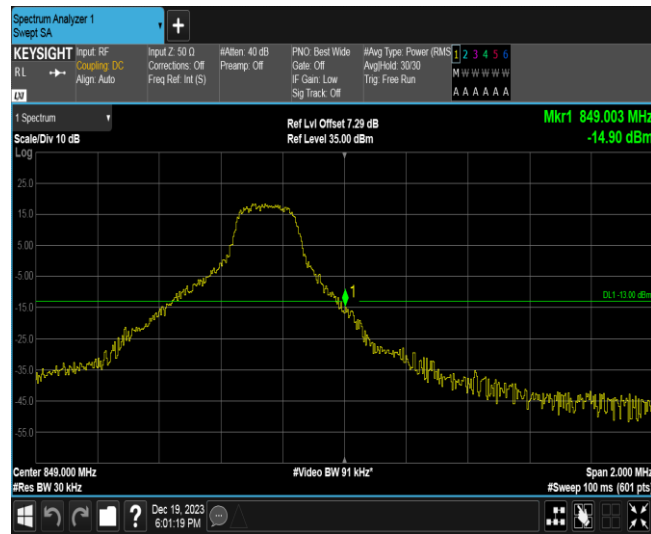 Spectrum Analyzer 1
Swept SA
+
KEYSIGHT
RL
LXI
Input: RF
Coupling: DC
Align: Auto
Input Z: 50 Ω
Corrections: Off
Freq Ref: Int (S)
#Atten: 40 dB
Preamp: Off
PNO: Best Wide
Gate: Off
IF Gain: Low
Sig Track: Off
#Avg Type: Power (RMS
Avg|Hold: 30/30
Trig: Free Run
1 2 3 4 5 6
M W W W W W
A A A A A A
1 Spectrum
Scale/Div 10 dB
Log
Ref Lvl Offset 7.29 dB
Ref Level 35.00 dBm
Mkr1 849.003 MHz
-14.90 dBm
25.0
15.0
5.00
-5.00
-15.0
-25.0
-35.0
-45.0
-55.0
1
DL1 -13.00 dBm
Center 849.000 MHz
#Res BW 30 kHz
#Video BW 91 kHz*
Span 2.000 MHz
#Sweep 100 ms (601 pts
?
Dec 19, 2023
6:01:19 PM